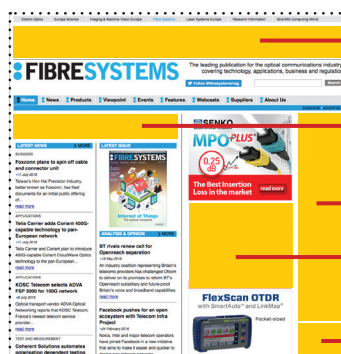 Electro Optics Europe Science Imaging & Machine Vision Europe Fibre Systems Laser Systems Europe Research Information Scientific Computing World
FIBRESYSTEMS
The leading publication for the optical communications industry
covering technology, applications, business and regulation
Follow @fibresystemsmag
Search
Home News Products Viewpoint Events Features Webcasts Suppliers About Us
SUBSCRIBE
LATEST NEWS MORE
BUSINESS
Foxconn plans to spin off cable
and connector unit
Taiwan's Hon Hai Precision Industry,
better known as Foxconn, has filed
documents for an initial public offering
of...
read more
APPLICATIONS
Telia Carrier adds Coriant 400G-
capable technology to pan-
European network
Telia Carrier and Coriant plan to introduce
400G-capable Coriant CloudWave Optics
technology to the pan-European...
read more
APPLICATIONS
KOSC Telecom selects ADVA
FSP 3000 for 100G network
Optical transport vendor ADVA Optical
Networking reports that KOSC Telecom,
France's newest telecom service
provider...
read more
TEST AND MEASUREMENT
Coherent Solutions automates
polarisation dependent testing
LATEST ISSUE
FIBRESYSTEMS
Internet of Things
ANALYSIS & OPINION MORE
BT rivals renew call for
Openreach separation
An industry coalition representing Britain's
telecoms providers has challenged Ofcom
to deliver on its promises to reform BT's
Openreach subsidiary and future-proof
Britain's voice and broadband capabilities.
read more
Facebook pushes for an open
ecosystem with Telecom Infra
Project
Nokia, Intel and major telecom operators
have joined Facebook in a new initiative
that aims to make it easier and quicker to
SENKO
MPO PLUS
0.25
dB
The Best Insertion
Loss in the market
read more
FlexScan OTDR
with SmartAuto™ and LinkMap®
Pocket-sized